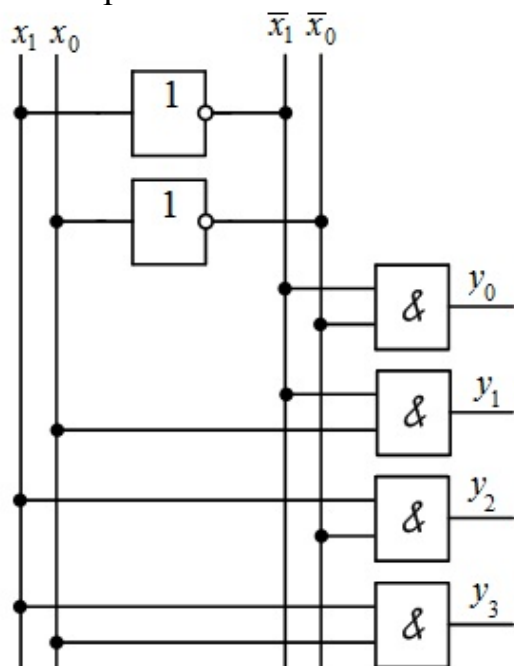 x₁ x₀ x̄₁ x̄₀
1
1
& y₀
& y₁
& y₂
& y₃